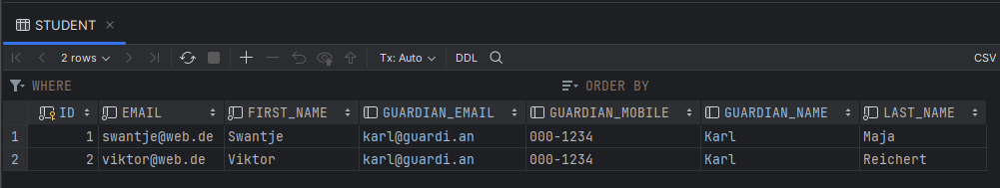 STUDENT
2 rows Tx: Auto DDL CSV
WHERE ORDER BY
ID EMAIL FIRST_NAME GUARDIAN_EMAIL GUARDIAN_MOBILE GUARDIAN_NAME LAST_NAME
1 1 swantje@web.de Swantje karl@guardi.an 000-1234 Karl Maja
2 2 viktor@web.de Viktor karl@guardi.an 000-1234 Karl Reichert